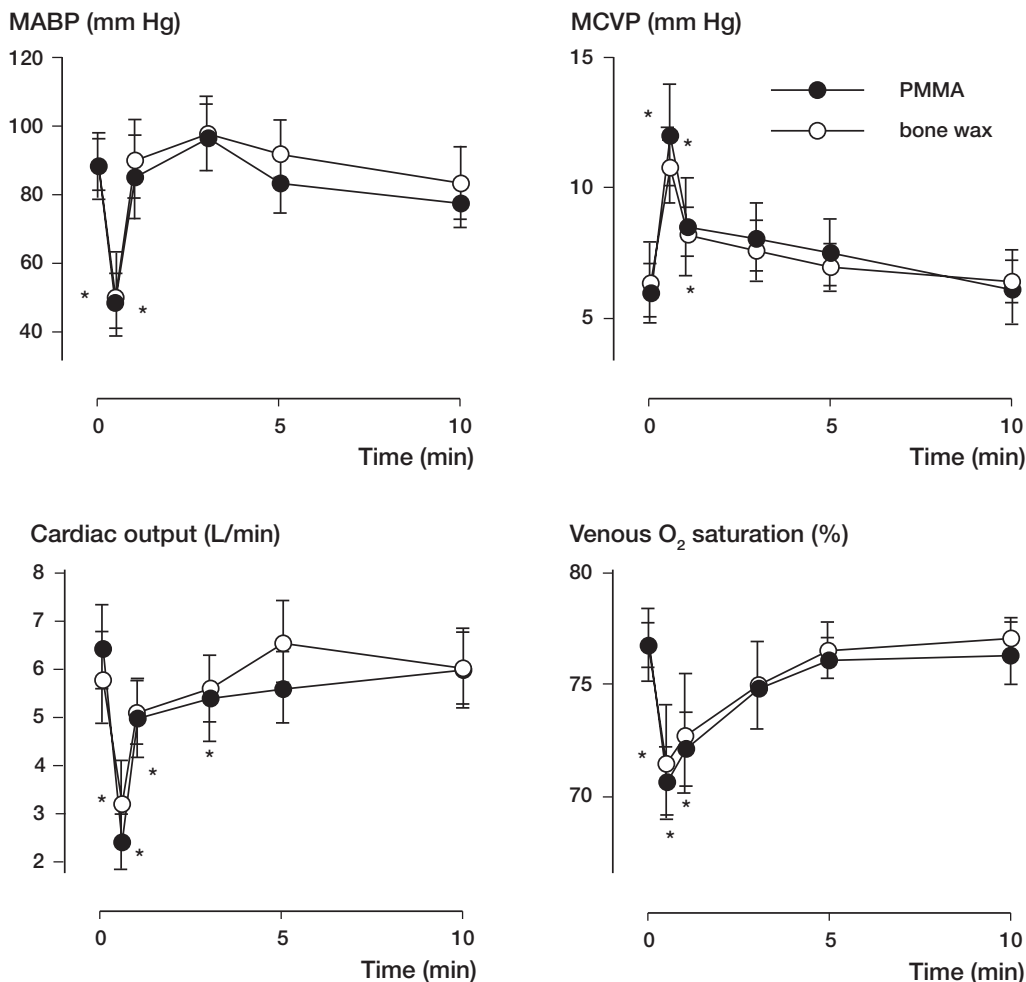 MABP (mm Hg)
120
100
80
60
40
*
*
0 5 10
Time (min)
MCVP (mm Hg)
15
10
5
PMMA
bone wax
*
*
*
0 5 10
Time (min)
Cardiac output (L/min)
8
7
6
5
4
3
2
*
*
*
*
0 5 10
Time (min)
Venous O₂ saturation (%)
80
75
70
*
*
*
0 5 10
Time (min)